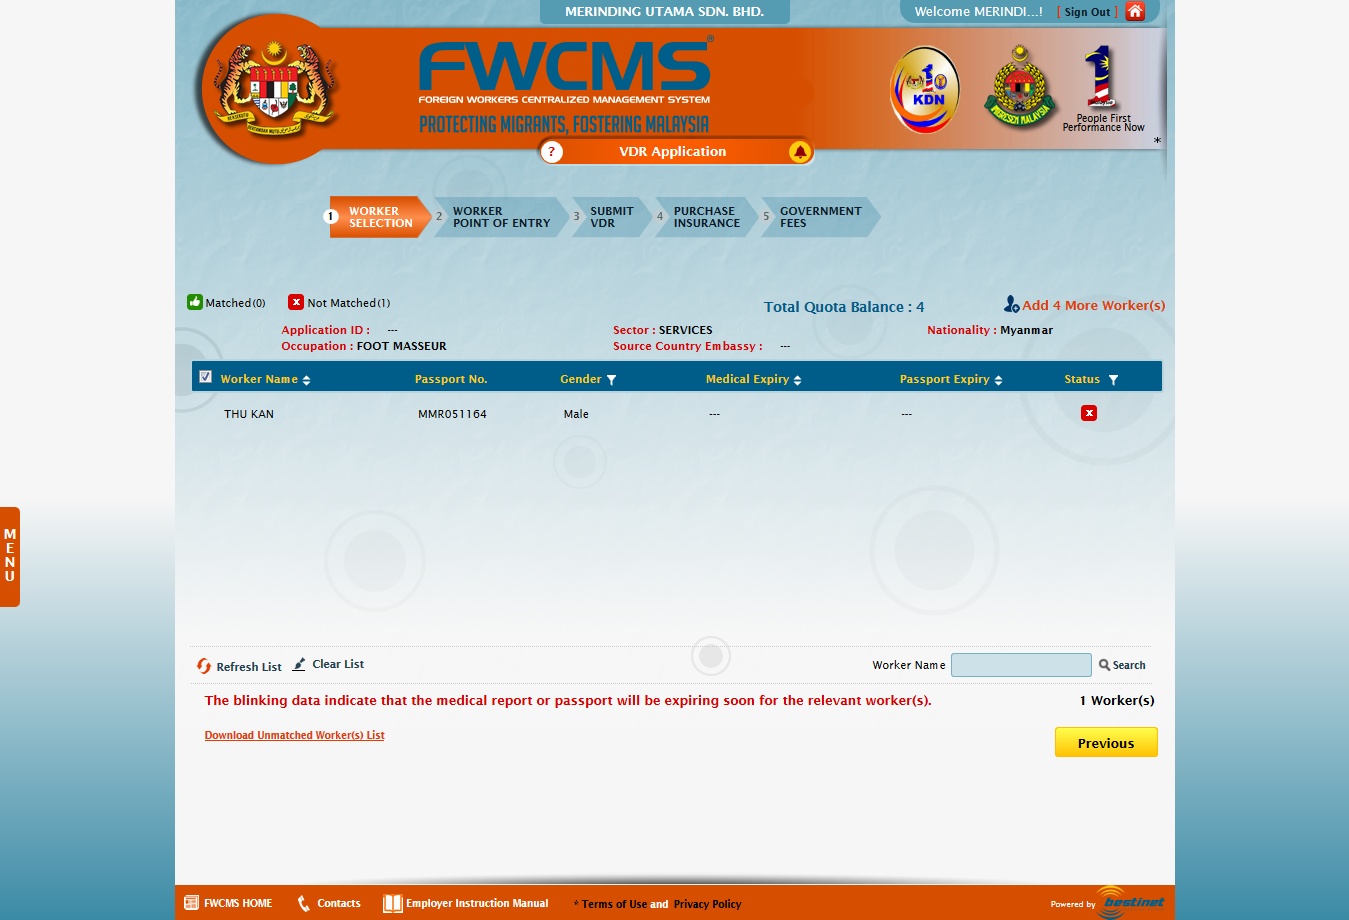 MERINDING UTAMA SDN. BHD.
Welcome MERINDI...! [ Sign Out ]
FWCMS®
FOREIGN WORKERS CENTRALIZED MANAGEMENT SYSTEM
PROTECTING MIGRANTS, FOSTERING MALAYSIA
KDN
IMIGRESEN MALAYSIA
1
People First
Performance Now
*
? VDR Application
1 WORKER SELECTION
2 WORKER POINT OF ENTRY
3 SUBMIT VDR
4 PURCHASE INSURANCE
5 GOVERNMENT FEES
Matched(0) Not Matched(1)
Total Quota Balance : 4
Add 4 More Worker(s)
Application ID : --- Sector : SERVICES Nationality : Myanmar
Occupation : FOOT MASSEUR Source Country Embassy : ---
Worker Name Passport No. Gender Medical Expiry Passport Expiry Status
THU KAN MMR051164 Male --- ---
MENU
Refresh List Clear List Worker Name Search
The blinking data indicate that the medical report or passport will be expiring soon for the relevant worker(s). 1 Worker(s)
Download Unmatched Worker(s) List
Previous
FWCMS HOME Contacts Employer Instruction Manual * Terms of Use and Privacy Policy Powered by bestinet